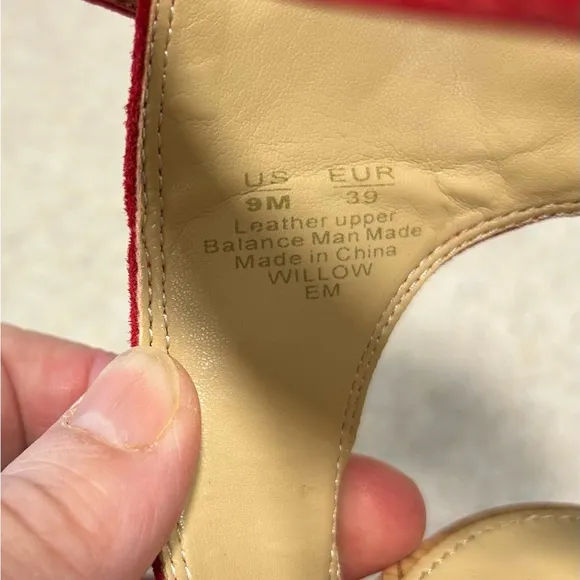 US EUR
9M 39
Leather upper
Balance Man Made
Made in China
WILLOW
EM